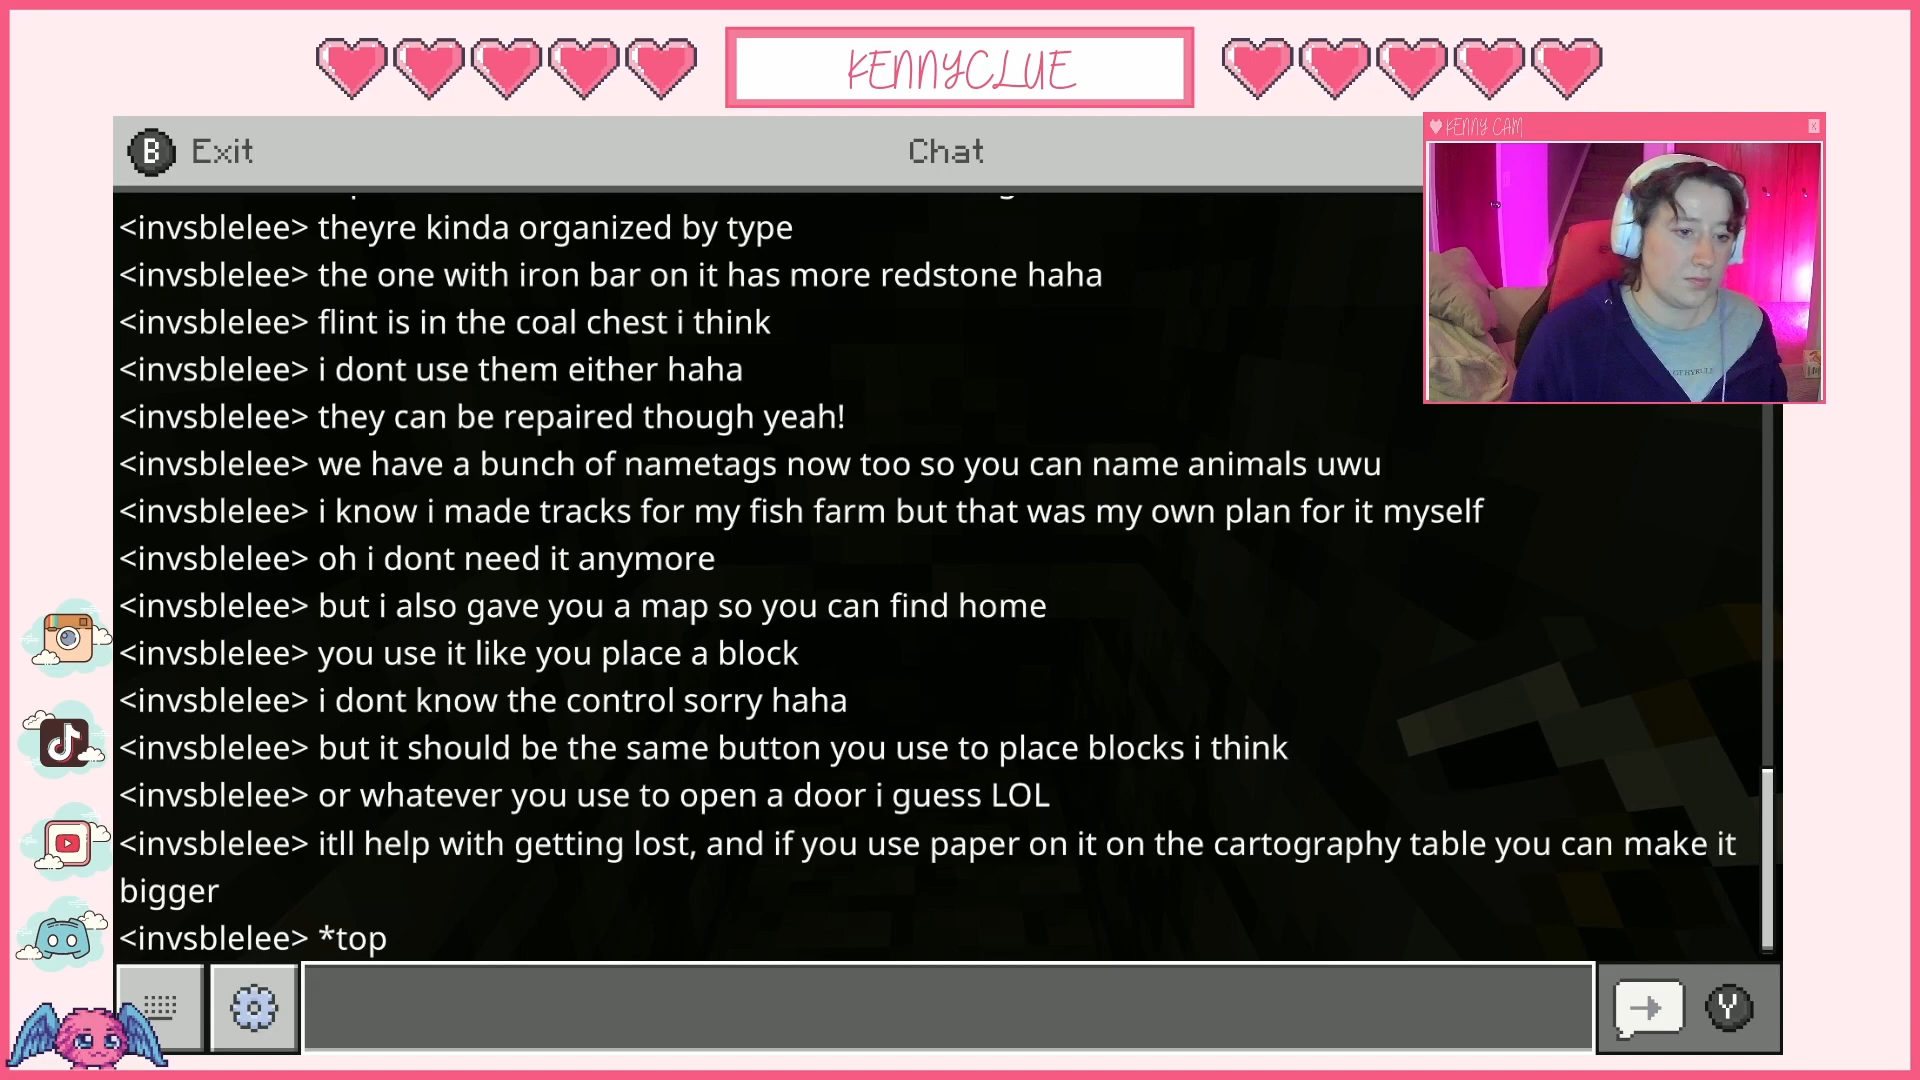 KENNYCLUE
B Exit
Chat
KENNY CAM
<invsblelee> theyre kinda organized by type
<invsblelee> the one with iron bar on it has more redstone haha
<invsblelee> flint is in the coal chest i think
<invsblelee> i dont use them either haha
<invsblelee> they can be repaired though yeah!
<invsblelee> we have a bunch of nametags now too so you can name animals uwu
<invsblelee> i know i made tracks for my fish farm but that was my own plan for it myself
<invsblelee> oh i dont need it anymore
<invsblelee> but i also gave you a map so you can find home
<invsblelee> you use it like you place a block
<invsblelee> i dont know the control sorry haha
<invsblelee> but it should be the same button you use to place blocks i think
<invsblelee> or whatever you use to open a door i guess LOL
<invsblelee> itll help with getting lost, and if you use paper on it on the cartography table you can make it
bigger
<invsblelee> *top
Y